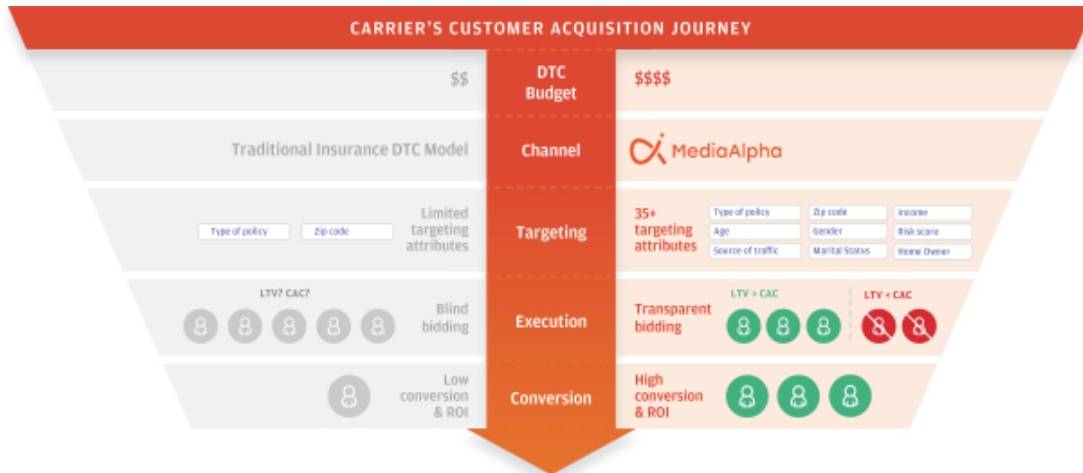 CARRIER'S CUSTOMER ACQUISITION JOURNEY
$$
DTC
Budget
$$$$
Traditional Insurance DTC Model
Channel
MediaAlpha
Type of policy
Zip code
Limited
targeting
attributes
Targeting
35+
targeting
attributes
Type of policy
Zip code
Income
Age
Gender
Risk score
Source of traffic
Marital Status
Home Owner
LTV? CAC?
Blind
bidding
Execution
Transparent
bidding
LTV > CAC
LTV < CAC
Low
conversion
& ROI
Conversion
High
conversion
& ROI